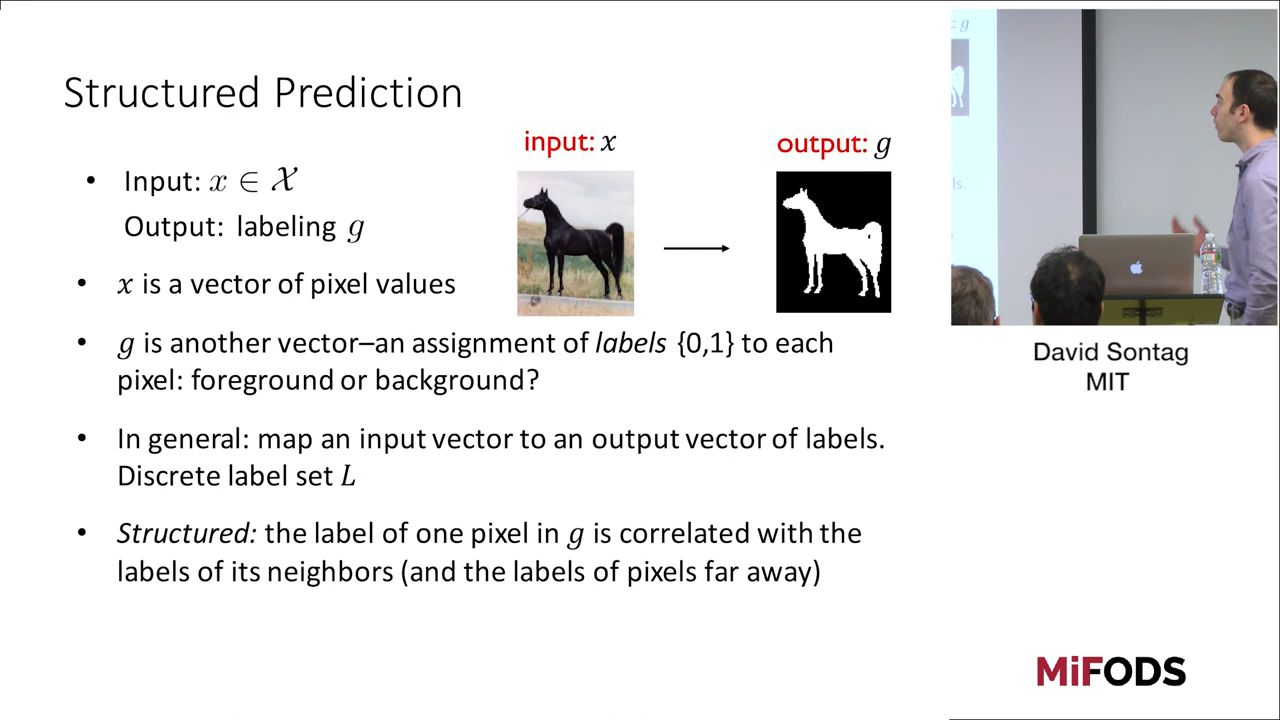 Structured Prediction
input: x
output: g
• Input: x ∈ 𝒳
Output: labeling g
• x is a vector of pixel values
• g is another vector–an assignment of labels {0,1} to each
pixel: foreground or background?
• In general: map an input vector to an output vector of labels.
Discrete label set L
• Structured: the label of one pixel in g is correlated with the
labels of its neighbors (and the labels of pixels far away)
: g
ls.
David Sontag
MIT
MiFODS